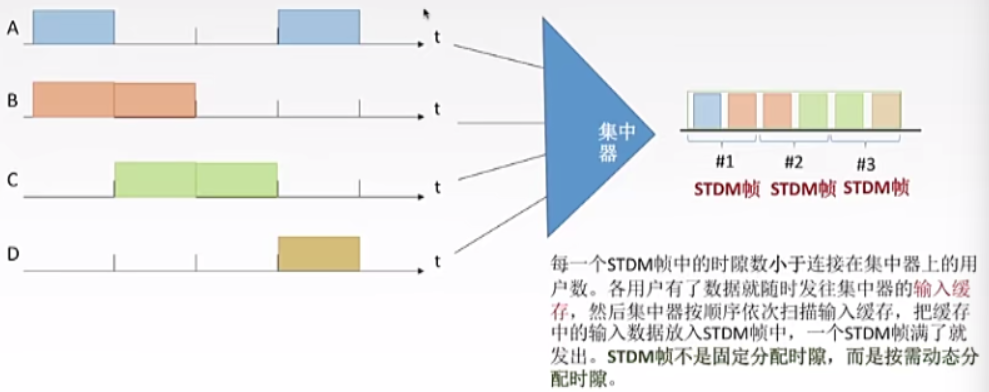 A
t
B
t
C
t
D
t
集中
器
#1
#2
#3
STDM帧
STDM帧
STDM帧
每一个STDM帧中的时隙数小于连接在集中器上的用
户数。各用户有了数据就随时发往集中器的输入缓
存，然后集中器按顺序依次扫描输入缓存，把缓存
中的输入数据放入STDM帧中，一个STDM帧满了就
发出。STDM帧不是固定分配时隙，而是按需动态分
配时隙。